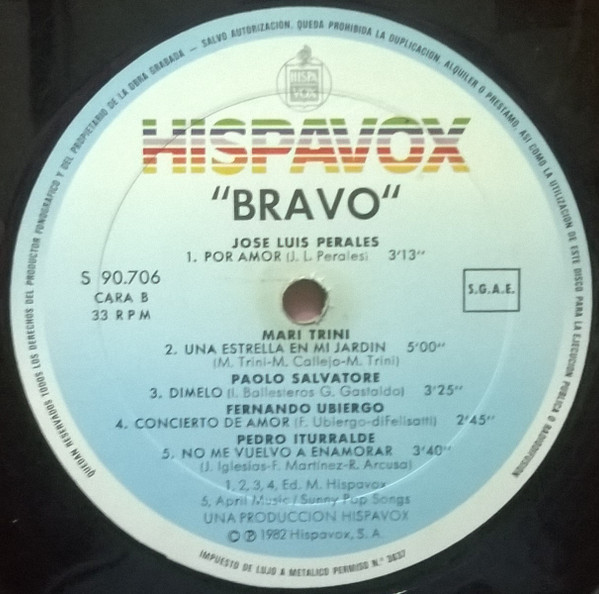 QUEDAN RESERVADOS TODOS LOS DERECHOS DEL PRODUCTOR FONOGRAFICO Y DEL PROPIETARIO DE LA OBRA GRABADA — SALVO AUTORIZACION, QUEDA PROHIBIDA LA DUPLICACION, ALQUILER O PRESTAMO, ASI COMO LA UTILIZACION DE ESTE DISCO PARA LA EJECUCION PUBLICA O RADIODIFUSION
HISPA
VOX
HISPAVOX
"BRAVO"
JOSE LUIS PERALES
1. POR AMOR (J. L. Perales) 3'13"
S 90.706
CARA B
33 RPM
S.G.A.E.
MARI TRINI
2. UNA ESTRELLA EN MI JARDIN 5'00"
(M. Trini-M. Callejo-M. Trini)
PAOLO SALVATORE
3. DIMELO (I. Ballesteros G. Gastaldo) 3'25"
FERNANDO UBIERGO
4. CONCIERTO DE AMOR (F. Ubiergo-diFelisatti) 2'45"
PEDRO ITURRALDE
5. NO ME VUELVO A ENAMORAR 3'40"
(J. Iglesias-F. Martinez-R. Arcusa)
1, 2, 3, 4, Ed. M. Hispavox
5, April Music/Sunny Pop Songs
UNA PRODUCCION HISPAVOX
© ℗ 1982 Hispavox, S. A.
IMPUESTO DE LUJO A METALICO PERMISO N.º 3637